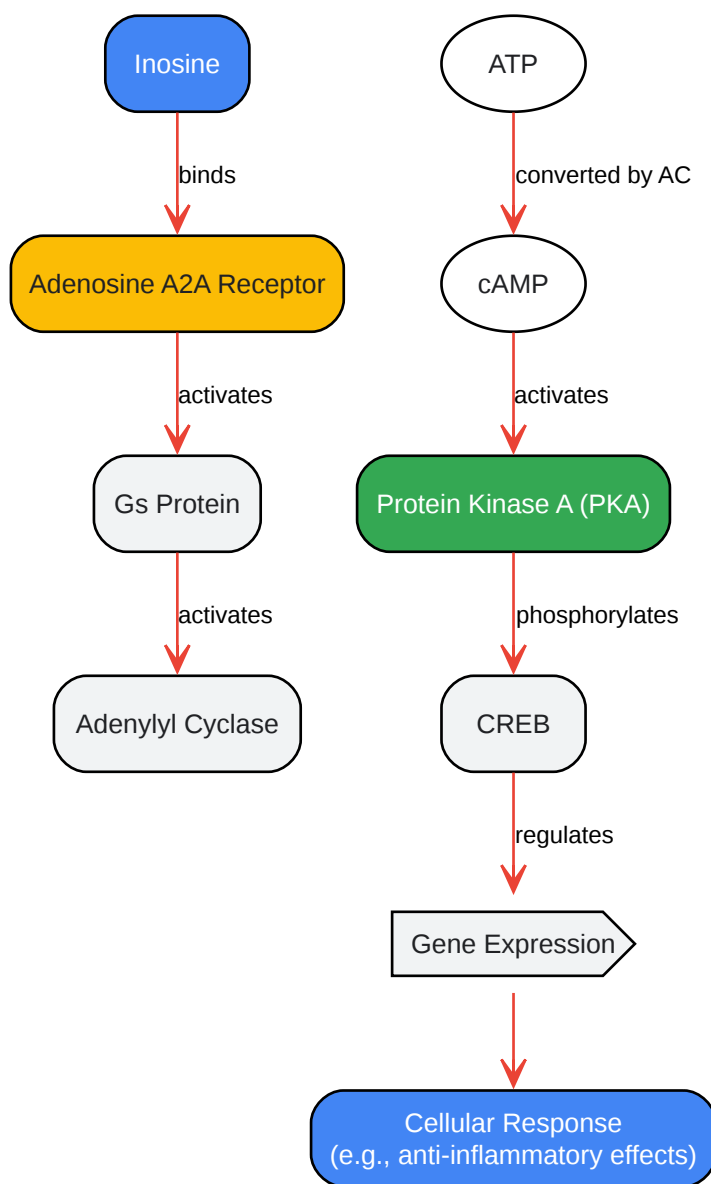 Inosine
ATP
binds
converted by AC
Adenosine A2A Receptor
cAMP
activates
activates
Gs Protein
Protein Kinase A (PKA)
activates
phosphorylates
Adenylyl Cyclase
CREB
regulates
Gene Expression
Cellular Response
(e.g., anti-inflammatory effects)